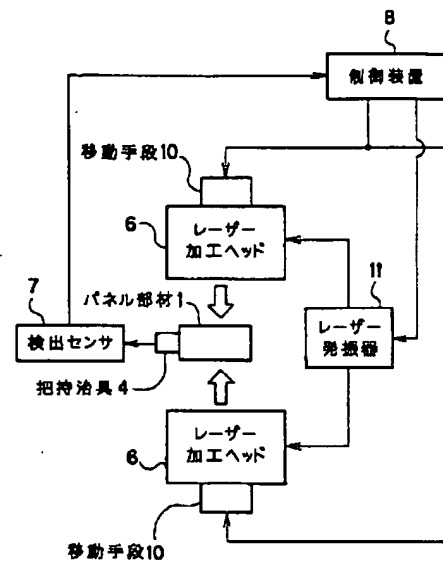 8
制御装置
移動手段10
6
レーザー
加工ヘッド
7
パネル部材1
11
検出センサ
レーザー
発振器
把持治具4
レーザー
加工ヘッド
6
移動手段10